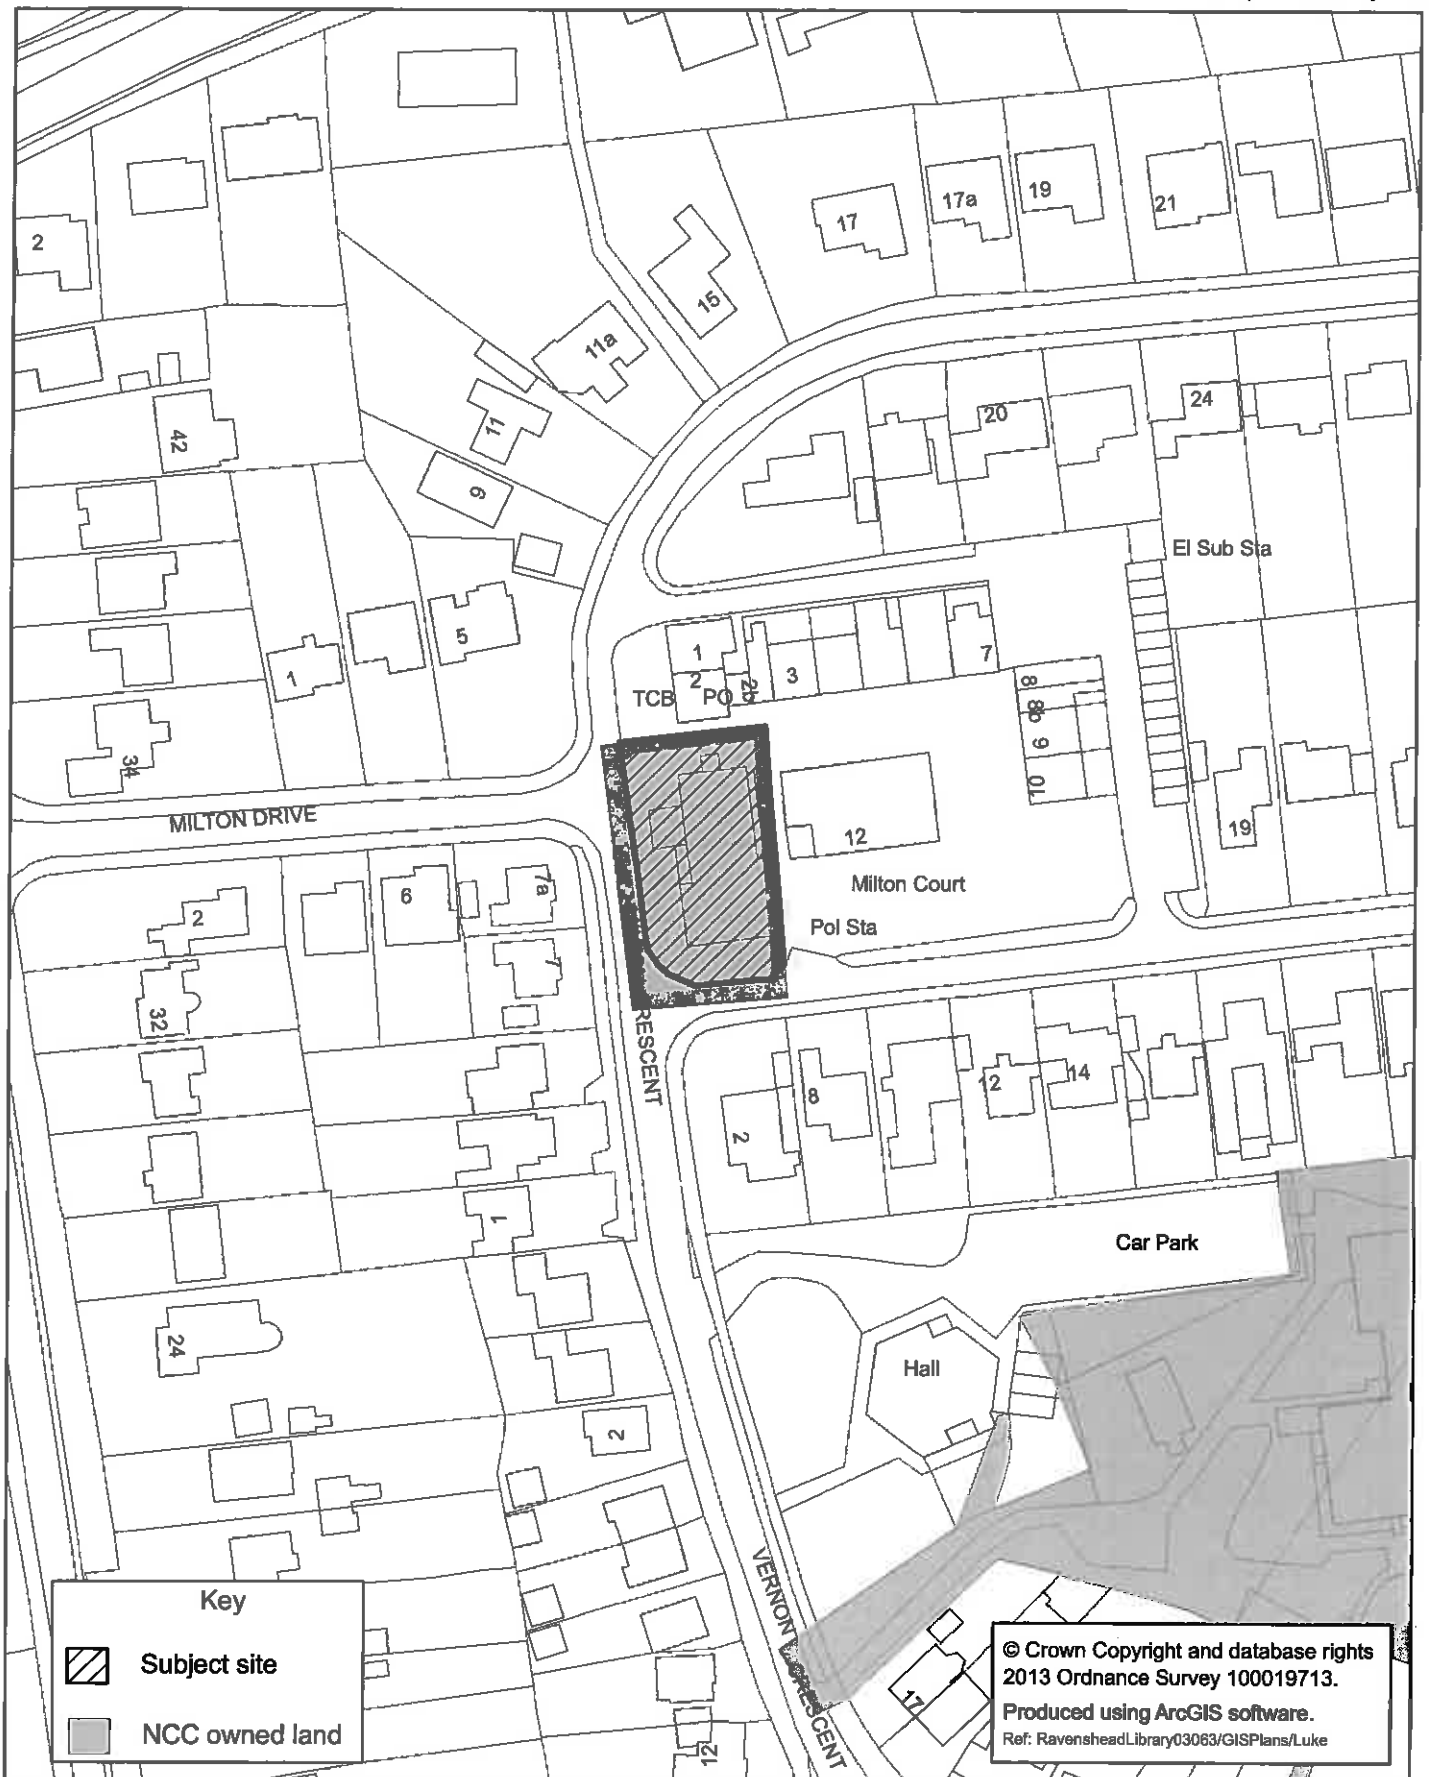 2
17
17a
19
21
15
11a
11
9
42
20
24
El Sub Sta
5
1
1
2
TCB
PO
2b
3
7
8
8b
9
10
34
MILTON DRIVE
12
19
Milton Court
Pol Sta
2
6
7a
7
32
RESCENT
2
8
12
14
1
Car Park
24
Hall
2
VERNON CRESCENT
17
12
Key
Subject site
NCC owned land
© Crown Copyright and database rights
2013 Ordnance Survey 100019713.
Produced using ArcGIS software.
Ref: RavensheadLibrary03063/GISPlans/Luke